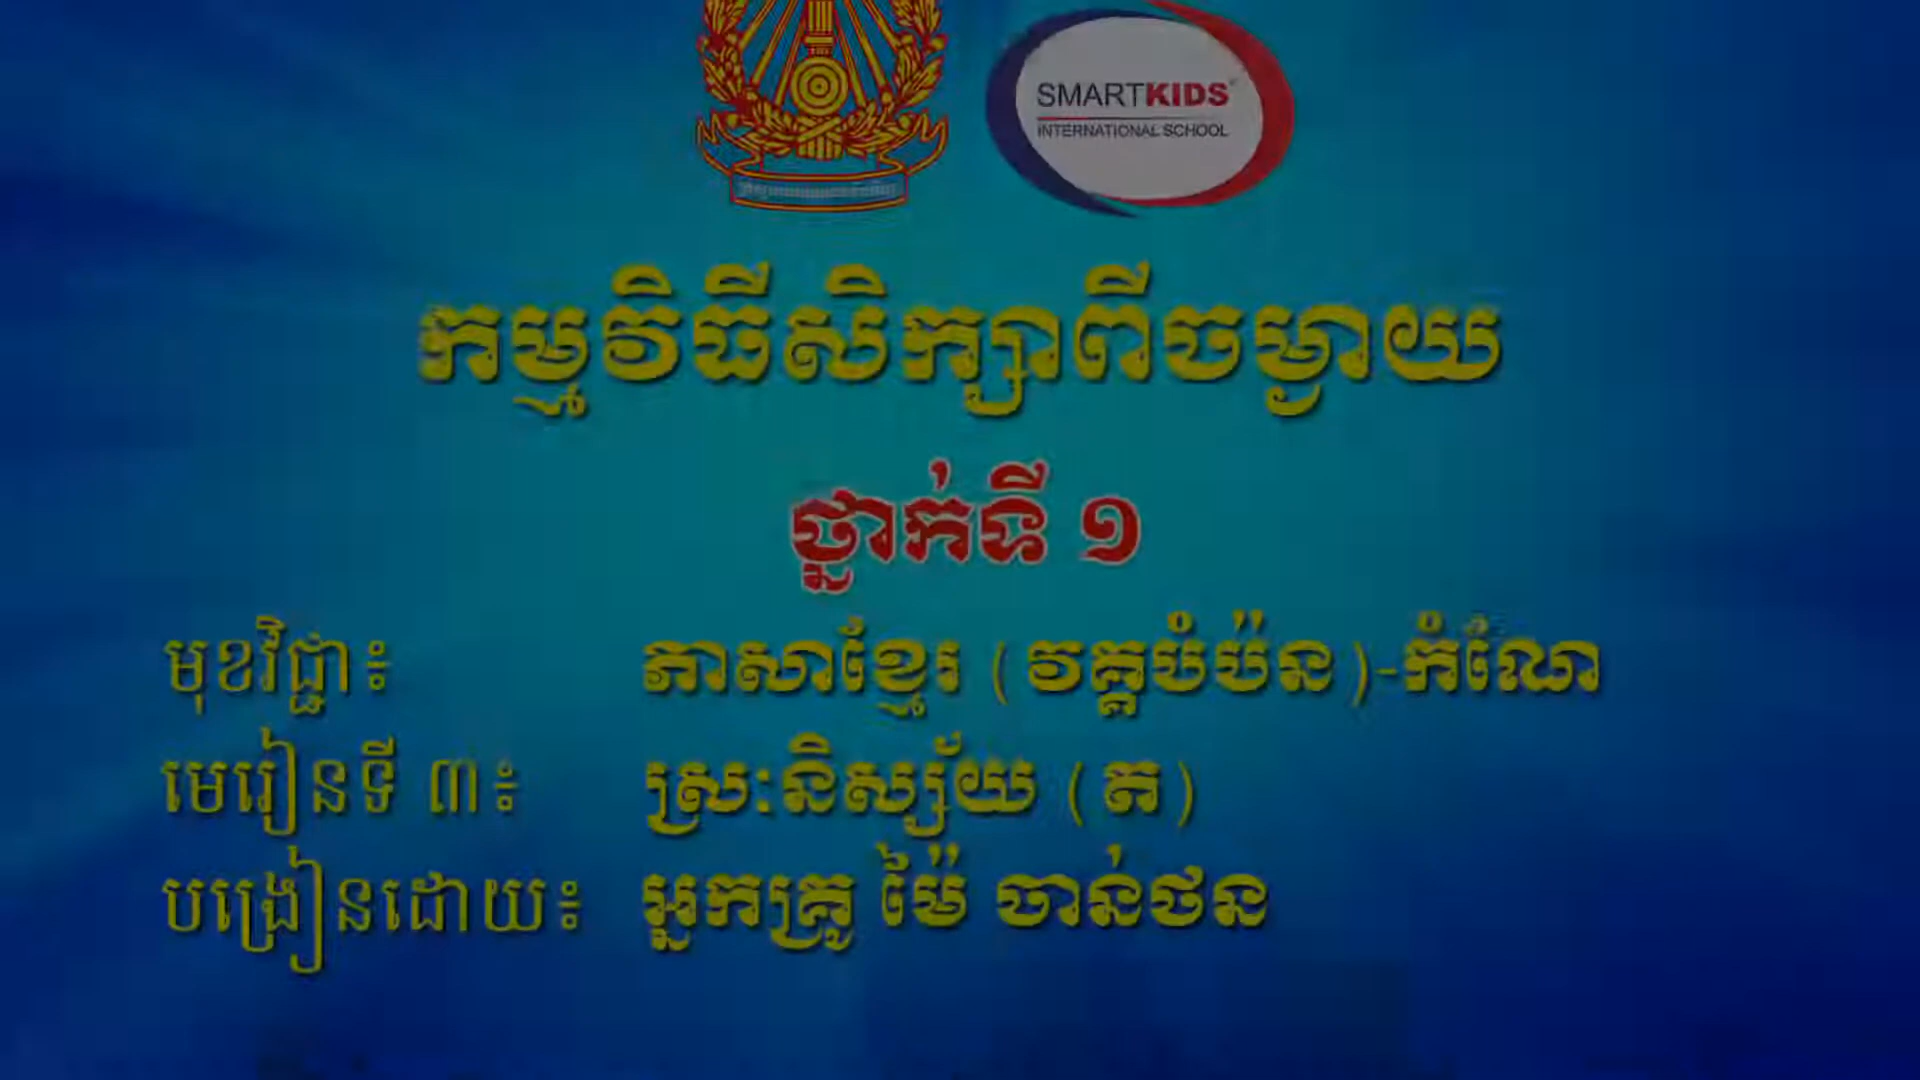 SMARTKIDS
INTERNATIONAL SCHOOL
កម្មវិធីសិក្សាពីចម្ងាយ
ថ្នាក់ទី ១
មុខវិជ្ជា៖ ភាសាខ្មែរ (វគ្គបំប៉ន)-កំណែ
មេរៀនទី ៣៖ ស្រៈនិស្ស័យ (ត)
បង្រៀនដោយ៖ អ្នកគ្រូ ម៉ៃ ចាន់ថន